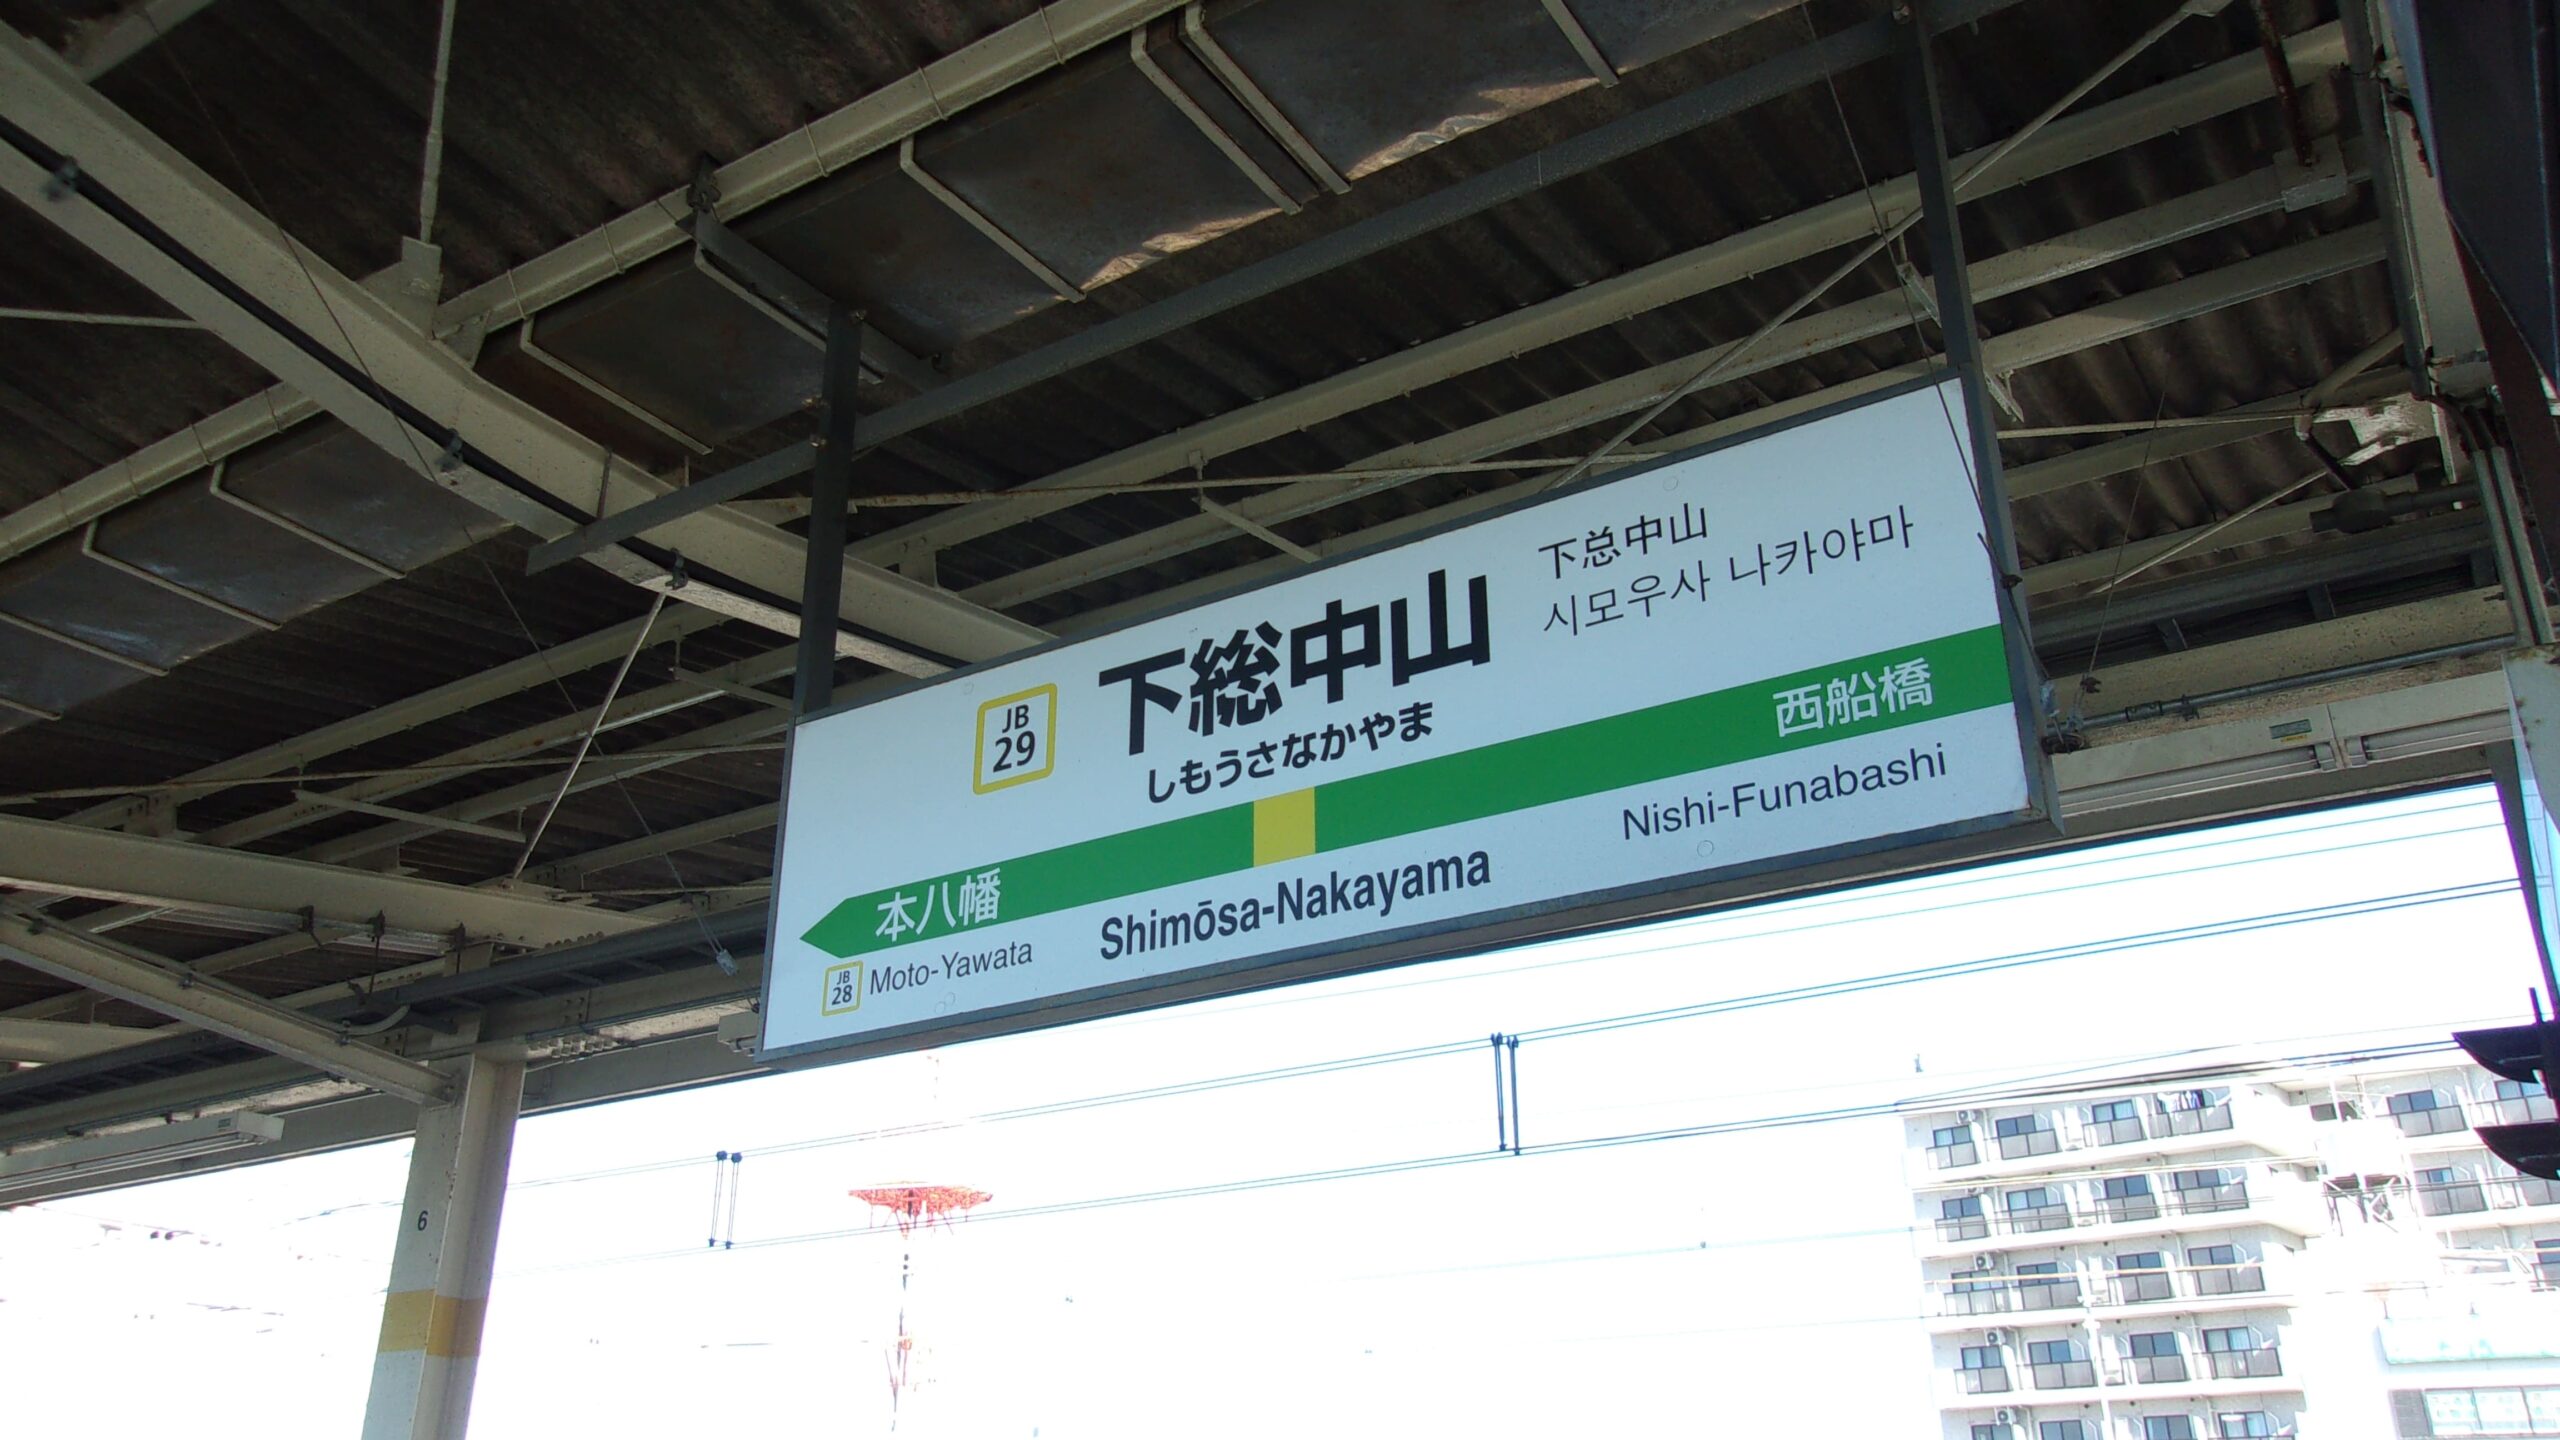 JB
29
下総中山
しもうさなかやま
下总中山
시모우사 나카야마
本八幡
西船橋
JB
28
Moto-Yawata
Shimōsa-Nakayama
Nishi-Funabashi
6